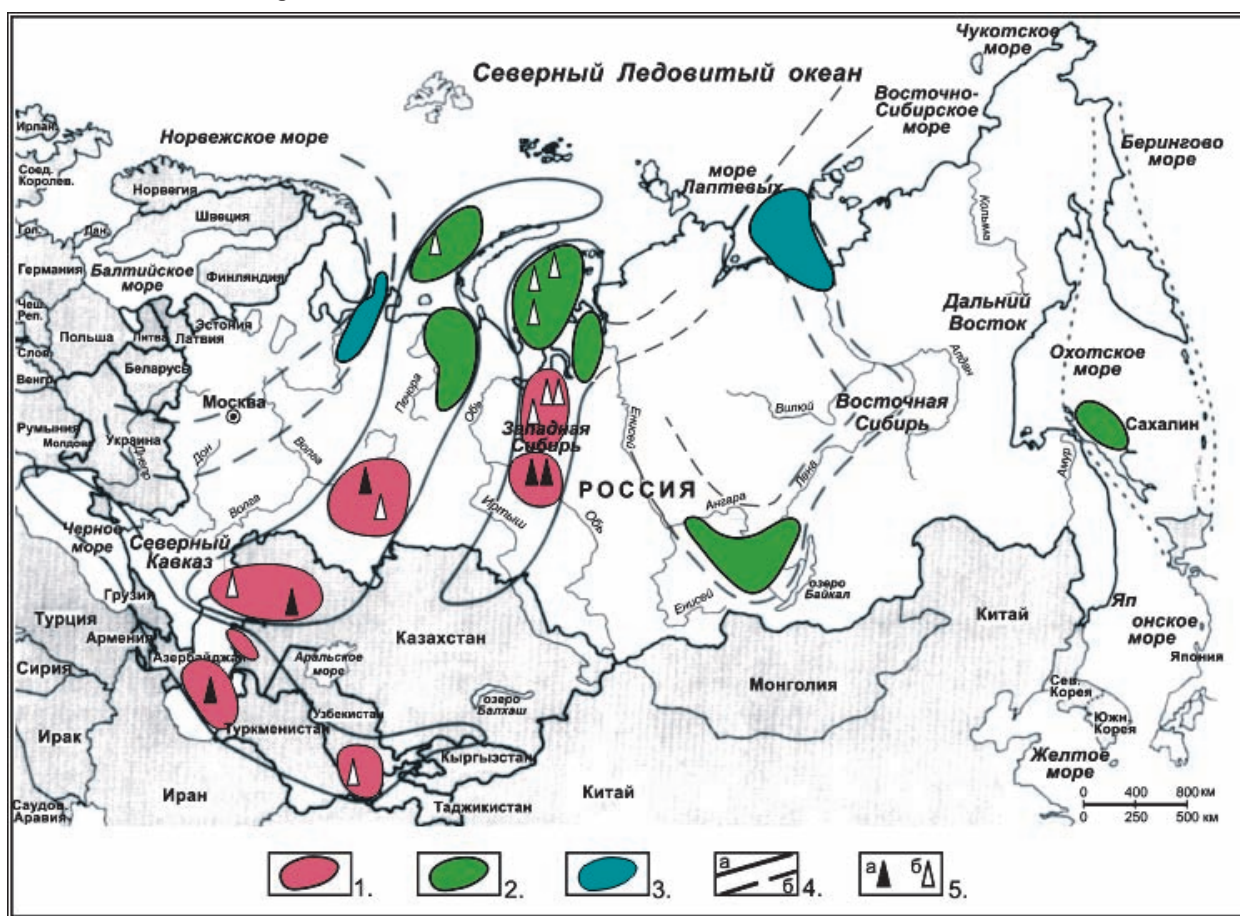 Чукотское
море
Северный Ледовитый океан
Восточно-
Сибирское
море
Норвежское море
Берингово
море
море
Лаптевых
Ирлан.
Соед.
Королев.
Норвегия
Швеция
Гол.
Дан.
Германия
Балтийское
море
Финляндия
Колыма
Чеш.
Реп.
Польша
Литва
Эстония
Латвия
Дальний
Восток
Слов.
Венгр.
Беларусь
Печора
Обь
Охотское
море
Алдан
Москва
Вилюй
Восточная
Сибирь
Енисей
Западная
Сибирь
Сахалин
Румыния
Молдова
Украина
Днепр
Дон
Волга
Амур
Лена
РОССИЯ
Ангара
Волга
Иртыш
Обь
Черное
море
Северный
Кавказ
Енисей
озеро
Байкал
Грузия
Китай
Турция
Армения
Казахстан
Яп
онское
море
Азербайджан
Аральское
море
Япония
Сирия
Монголия
Сев.
Корея
озеро
Балхаш
Узбекистан
Ирак
Туркменистан
Южн.
Корея
Кыргызстан
Желтое
море
Иран
Китай
Саудов.
Аравия
Таджикистан
0 400 800 км
0 250 500 км
1.
2.
3.
а
б
4.
а
б
5.